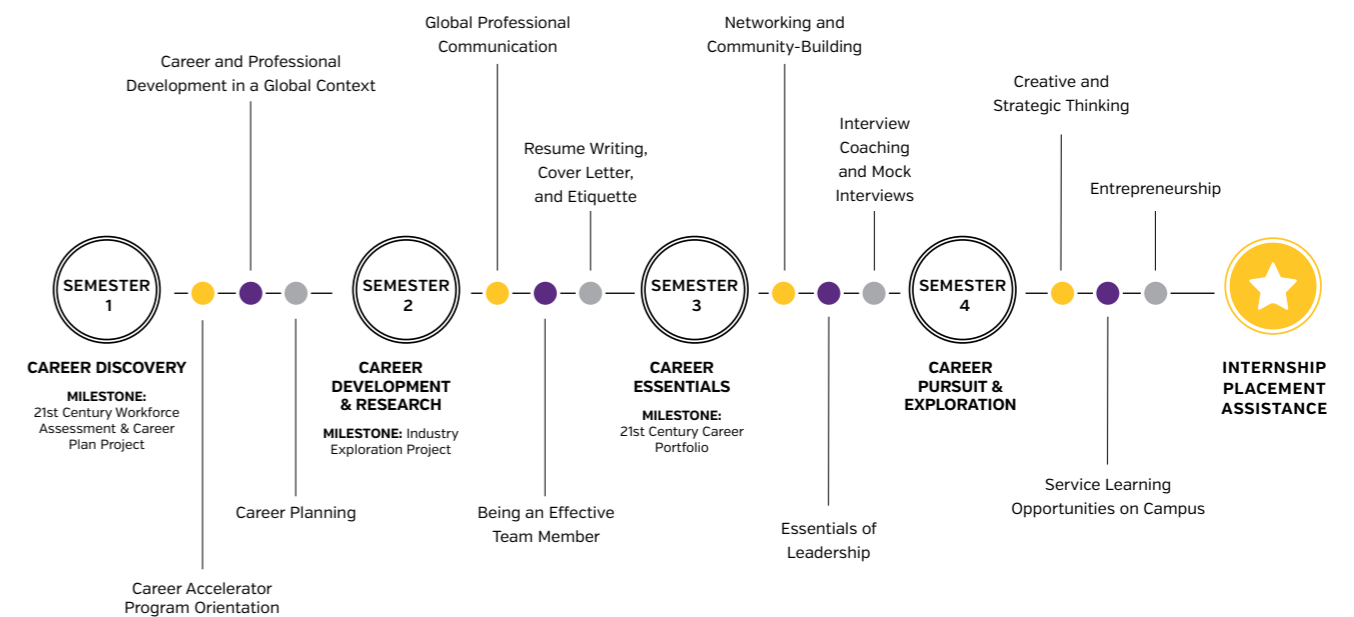 Career and Professional
Development in a Global Context
Global Professional
Communication
Resume Writing,
Cover Letter,
and Etiquette
Networking and
Community-Building
Interview
Coaching
and Mock
Interviews
Creative and
Strategic Thinking
Entrepreneurship
SEMESTER
1
SEMESTER
2
SEMESTER
3
SEMESTER
4
CAREER DISCOVERY
MILESTONE:
21st Century Workforce
Assessment & Career
Plan Project
CAREER
DEVELOPMENT
& RESEARCH
MILESTONE: Industry
Exploration Project
CAREER
ESSENTIALS
MILESTONE:
21st Century Career
Portfolio
CAREER
PURSUIT &
EXPLORATION
INTERNSHIP
PLACEMENT
ASSISTANCE
Career Accelerator
Program Orientation
Career Planning
Being an Effective
Team Member
Essentials of
Leadership
Service Learning
Opportunities on Campus